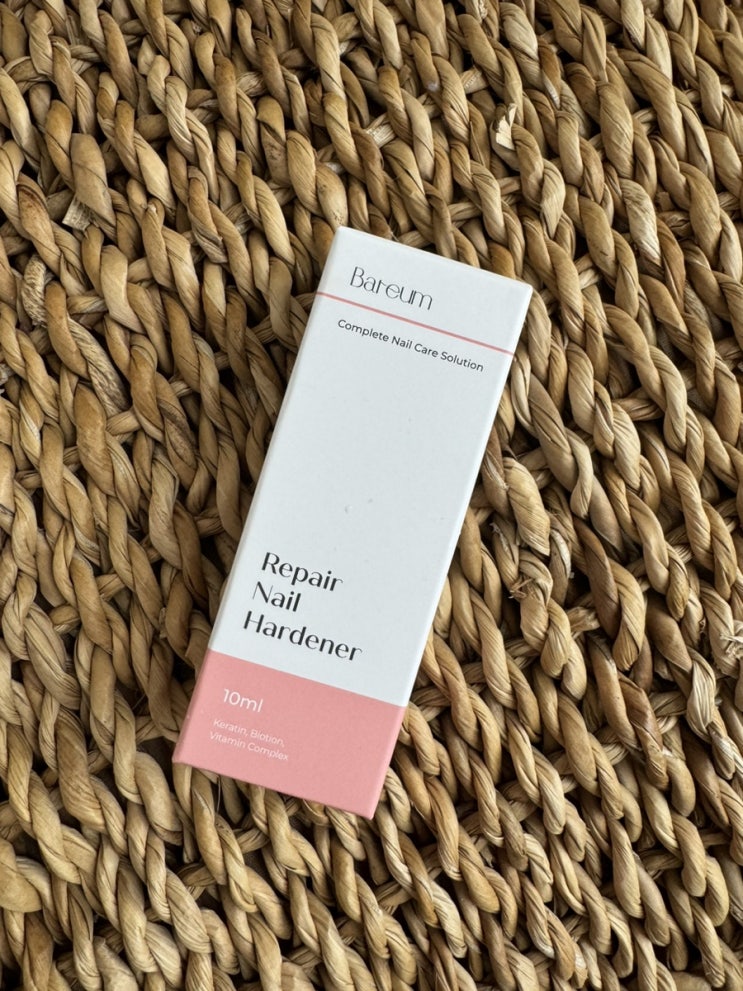 Bareum
Complete Nail Care Solution
Repair
Nail
Hardener
10ml
Keratin, Biotion,
Vitamin Complex